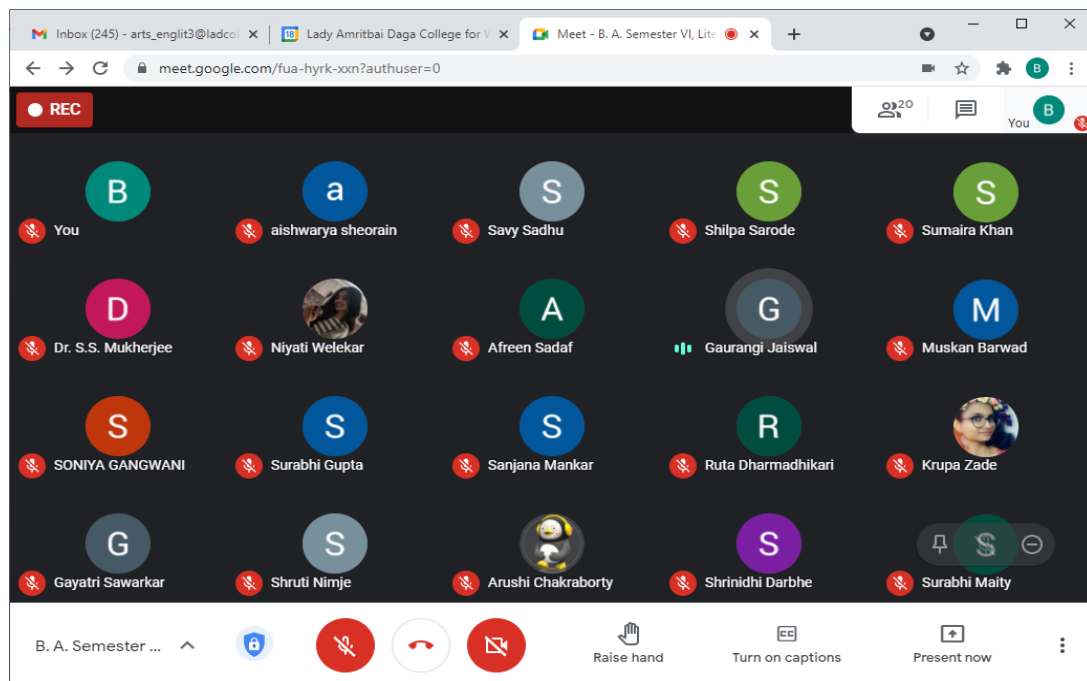 Inbox (245) - arts_englit3@ladcol
Lady Amritbai Daga College for W
Meet - B. A. Semester VI, Lite
meet.google.com/fua-hyrk-xxn?authuser=0
B
REC
20
You
B
B
a
S
S
S
You
aishwarya sheorain
Savy Sadhu
Shilpa Sarode
Sumaira Khan
D
A
G
M
Dr. S.S. Mukherjee
Niyati Welekar
Afreen Sadaf
Gaurangi Jaiswal
Muskan Barwad
S
S
S
R
SONIYA GANGWANI
Surabhi Gupta
Sanjana Mankar
Ruta Dharmadhikari
Krupa Zade
G
S
S
S
Gayatri Sawarkar
Shruti Nimje
Arushi Chakraborty
Shrinidhi Darbhe
Surabhi Maity
B. A. Semester ...
Raise hand
CC
Turn on captions
Present now